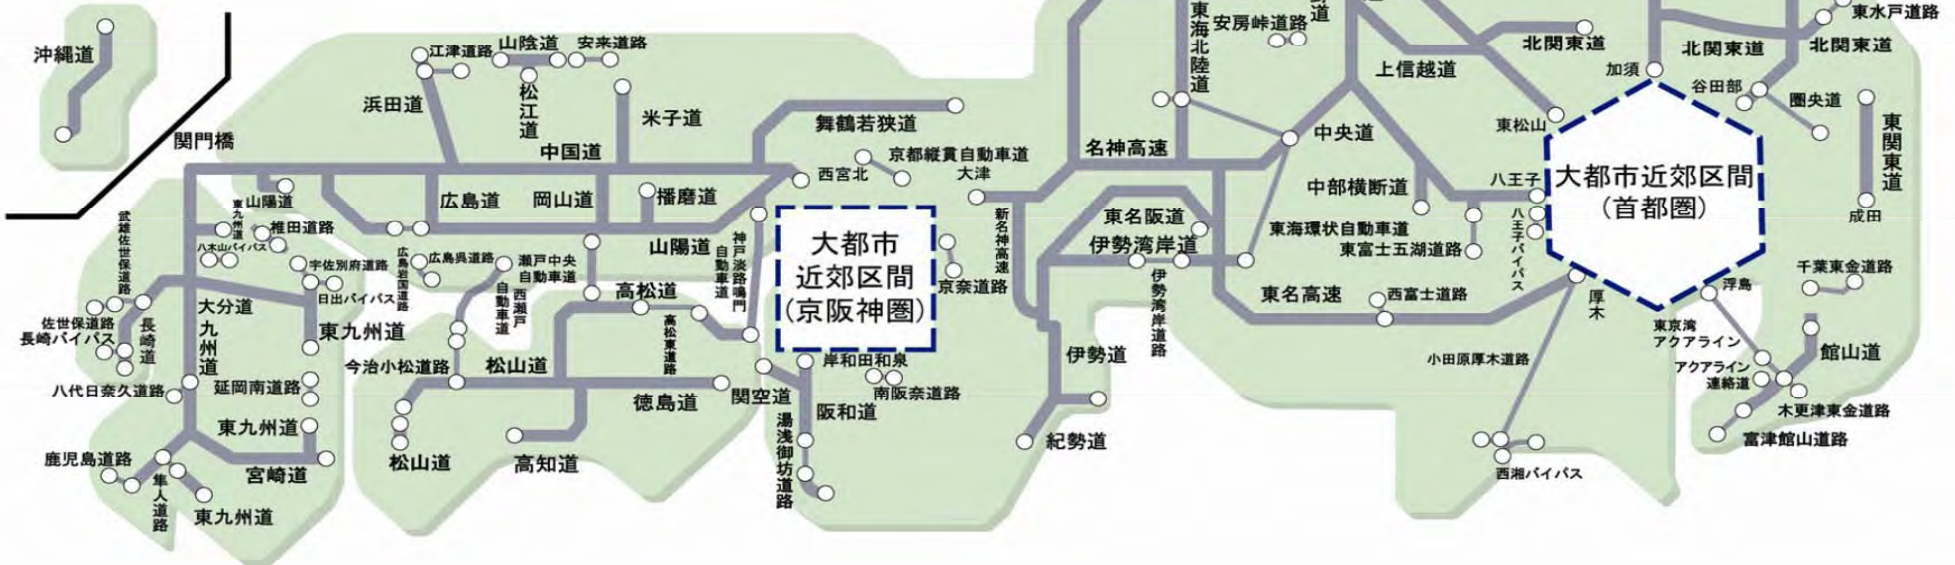 沖縄道
関門橋
江津道路
山陰道
安来道路
浜田道
松江道
米子道
中国道
舞鶴若狭道
京都縦貫自動車道
西宮北
大津
山陽道
広島道
岡山道
播磨道
山陽道
東九州道
椎田道路
八木山バイパス
武雄佐世保道路
宇佐別府道路
日出バイパス
大分道
九州道
東九州道
佐世保道路
長崎バイパス
長崎道
八代日奈久道路
延岡南道路
東九州道
鹿児島道路
宮崎道
隼人道路
東九州道
広島岩国道路
広島呉道路
瀬戸中央
自動車道
西瀬戸
自動車道
今治小松道路
松山道
高松道
高松東道路
神戸淡路鳴門
自動車道
徳島道
松山道
高知道
大都市
近郊区間
(京阪神圏)
京奈道路
岸和田和泉
南阪奈道路
関空道
阪和道
湯浅御坊道路
新名神高速
名神高速
東名阪道
伊勢湾岸道
伊勢湾岸道路
伊勢道
紀勢道
東海北陸道
安房峠道路
道
上信越道
北関東道
中央道
中部横断道
東海環状自動車道
東富士五湖道路
東名高速
西富士道路
東松山
八王子
八王子バイパス
加須
大都市近郊区間
(首都圏)
北関東道
東水戸道路
北関東道
谷田部
圏央道
東関東道
成田
千葉東金道路
浮島
厚木
小田原厚木道路
西湘バイパス
東京湾
アクアライン
アクアライン
連絡道
館山道
木更津東金道路
富津館山道路